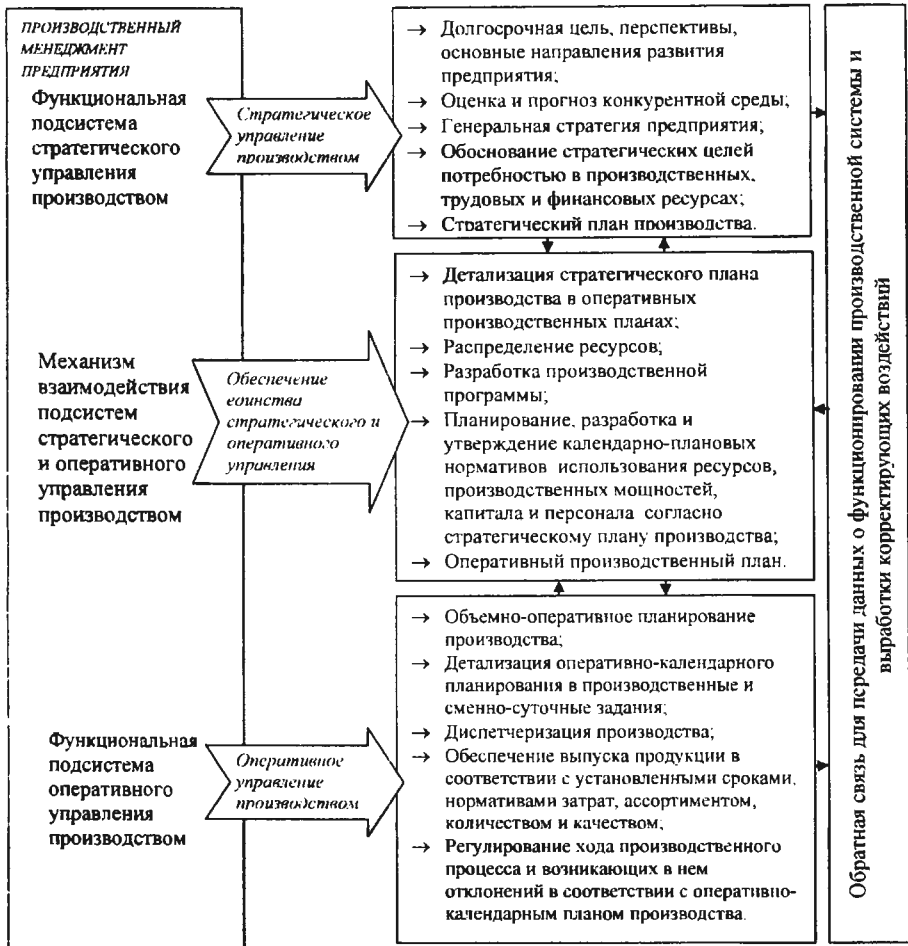 ПРОИЗВОДСТВЕННЫЙ
МЕНЕДЖМЕНТ
ПРЕДПРИЯТИЯ
Функциональная
подсистема
стратегического
управления
производством
Стратегическое
управление
производством
→ Долгосрочная цель, перспективы,
основные направления развития
предприятия;
→ Оценка и прогноз конкурентной среды;
→ Генеральная стратегия предприятия;
→ Обоснование стратегических целей
потребностью в производственных,
трудовых и финансовых ресурсах;
→ Стратегический план производства.
Механизм
взаимодействия
подсистем
стратегического
и оперативного
управления
производством
Обеспечение
еоинства
стратегического и
оперативного
управления
→ Детализация стратегического плана
производства в оперативных
производственных планах;
→ Распределение ресурсов;
→ Разработка производственной
программы;
→ Планирование, разработка и
утверждение календарно-плановых
нормативов использования ресурсов,
производственных мощностей,
капитала и персонала согласно
стратегическому плану производства;
→ Оперативный производственный план.
Функциональная
подсистема
оперативного
управления
производством
Оперативное
управление
производством
→ Объемно-оперативное планирование
производства;
→ Детализация оперативно-календарного
планирования в производственные и
сменно-суточные задания;
→ Диспетчеризация производства;
→ Обеспечение выпуска продукции в
соответствии с установленными сроками,
нормативами затрат, ассортиментом,
количеством и качеством;
→ Регулирование хода производственного
процесса и возникающих в нем
отклонений в соответствии с оперативно-
календарным планом производства.
Обратная связь для передачи данных о функционировании производственной системы и
выработки корректирующих воздействий